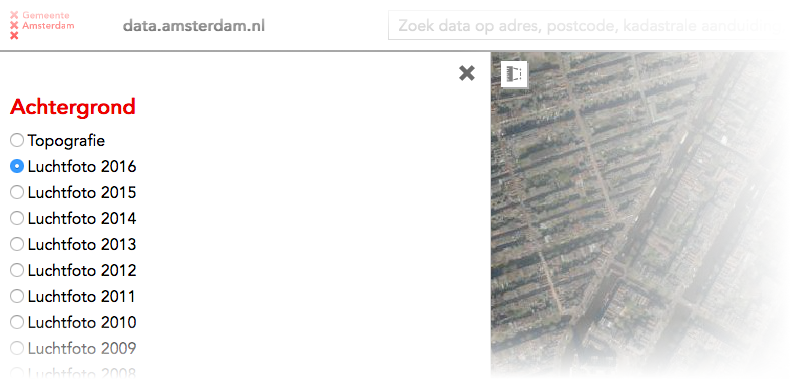 Gemeente
Amsterdam
data.amsterdam.nl
Zoek data op adres, postcode, kadastrale aanduiding
Achtergrond
Topografie
Luchtfoto 2016
Luchtfoto 2015
Luchtfoto 2014
Luchtfoto 2013
Luchtfoto 2012
Luchtfoto 2011
Luchtfoto 2010
Luchtfoto 2009
Luchtfoto 2008